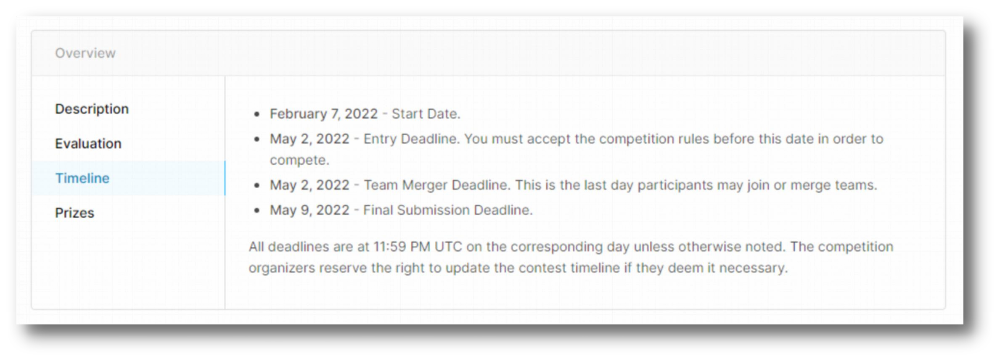 Overview
Description
Evaluation
Timeline
Prizes
• February 7, 2022 - Start Date.
• May 2, 2022 - Entry Deadline. You must accept the competition rules before this date in order to
compete.
• May 2, 2022 - Team Merger Deadline. This is the last day participants may join or merge teams.
• May 9, 2022 - Final Submission Deadline.
All deadlines are at 11:59 PM UTC on the corresponding day unless otherwise noted. The competition
organizers reserve the right to update the contest timeline if they deem it necessary.